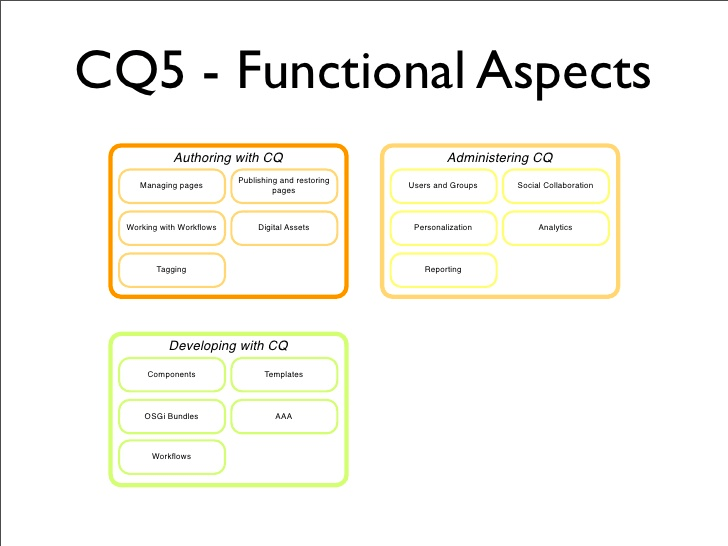 CQ5 - Functional Aspects
Authoring with CQ
Managing pages
Publishing and restoring
pages
Working with Workflows
Digital Assets
Tagging
Administering CQ
Users and Groups
Social Collaboration
Personalization
Analytics
Reporting
Developing with CQ
Components
Templates
OSGi Bundles
AAA
Workflows